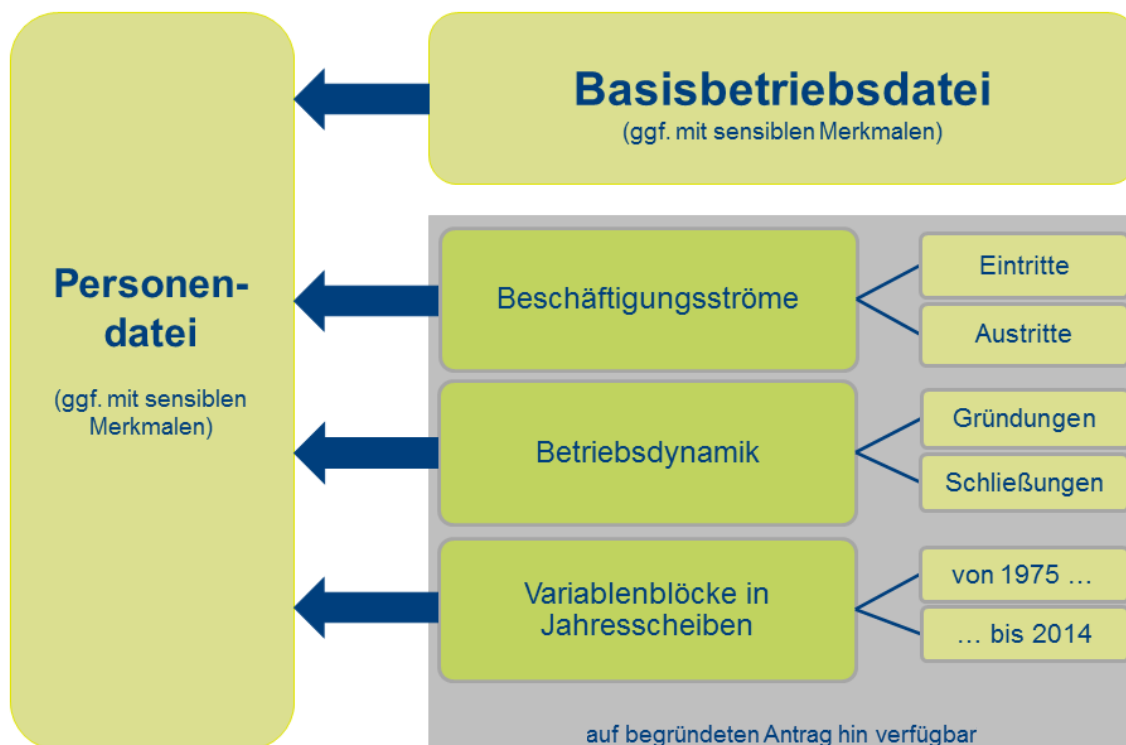 Personen-
datei
(ggf. mit sensiblen
Merkmalen)
Basisbetriebsdatei
(ggf. mit sensiblen Merkmalen)
Beschäftigungsströme
Eintritte
Austritte
Betriebsdynamik
Gründungen
Schließungen
Variablenblöcke in
Jahresscheiben
von 1975 ...
... bis 2014
auf begründeten Antrag hin verfügbar